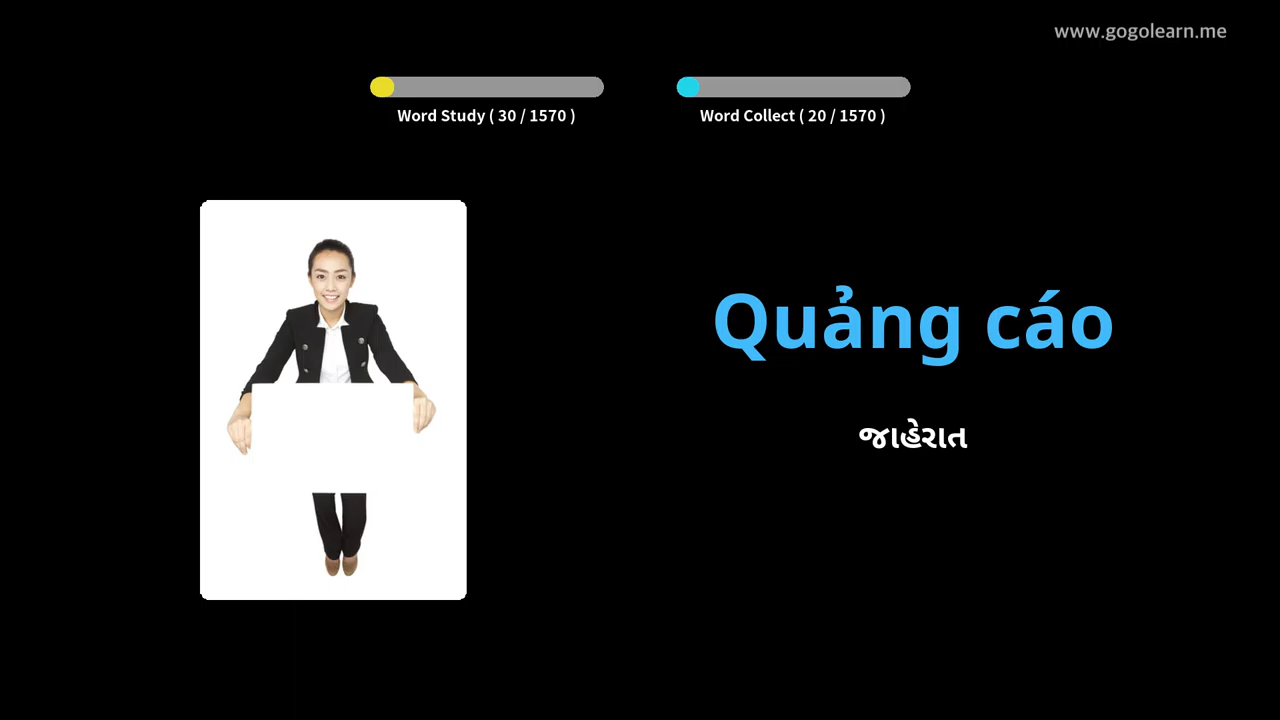 www.gogolearn.me
Word Study ( 30 / 1570 )
Word Collect ( 20 / 1570 )
Quảng cáo
જાહેરાત